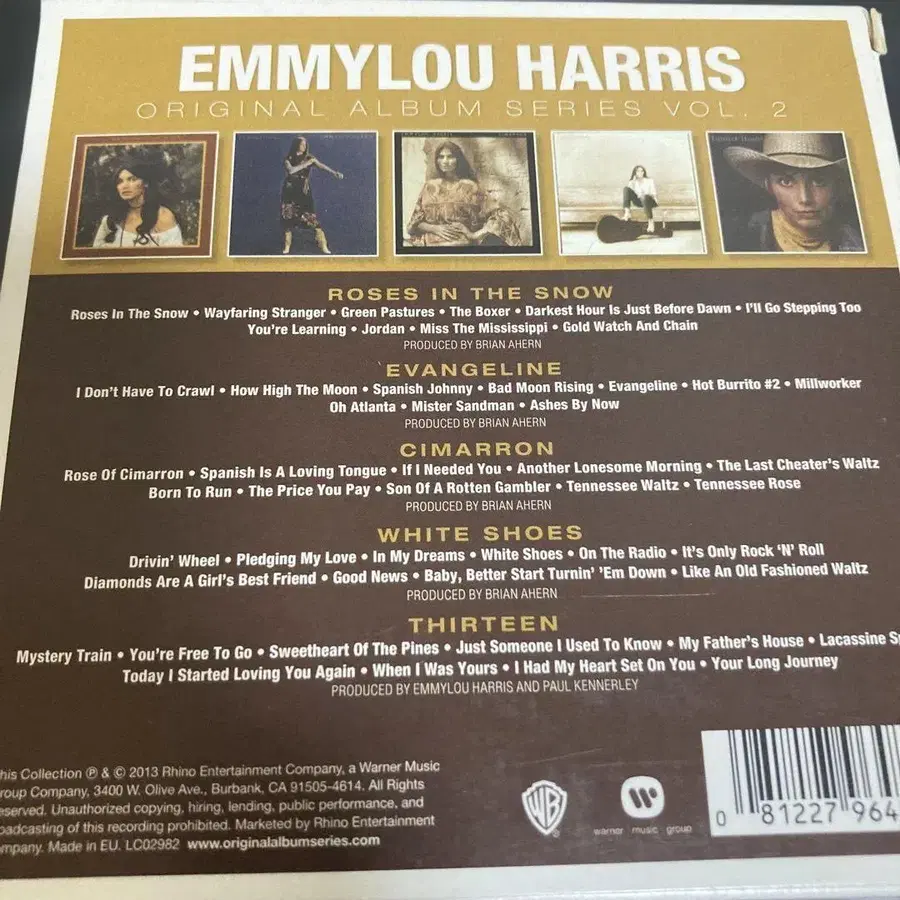 EMMYLOU HARRIS
ORIGINAL ALBUM SERIES VOL. 2
ROSES IN THE SNOW
Roses In The Snow • Wayfaring Stranger • Green Pastures • The Boxer • Darkest Hour Is Just Before Dawn • I'll Go Stepping Too
You're Learning • Jordan • Miss The Mississippi • Gold Watch And Chain
PRODUCED BY BRIAN AHERN
EVANGELINE
I Don't Have To Crawl • How High The Moon • Spanish Johnny • Bad Moon Rising • Evangeline • Hot Burrito #2 • Millworker
Oh Atlanta • Mister Sandman • Ashes By Now
PRODUCED BY BRIAN AHERN
CIMARRON
Rose Of Cimarron • Spanish Is A Loving Tongue • If I Needed You • Another Lonesome Morning • The Last Cheater's Waltz
Born To Run • The Price You Pay • Son Of A Rotten Gambler • Tennessee Waltz • Tennessee Rose
PRODUCED BY BRIAN AHERN
WHITE SHOES
Drivin' Wheel • Pledging My Love • In My Dreams • White Shoes • On The Radio • It's Only Rock 'N' Roll
Diamonds Are A Girl's Best Friend • Good News • Baby, Better Start Turnin' 'Em Down • Like An Old Fashioned Waltz
PRODUCED BY BRIAN AHERN
THIRTEEN
Mystery Train • You're Free To Go • Sweetheart Of The Pines • Just Someone I Used To Know • My Father's House • Lacassine
Today I Started Loving You Again • When I Was Yours • I Had My Heart Set On You • Your Long Journey
PRODUCED BY EMMYLOU HARRIS AND PAUL KENNERLEY
his Collection ℗ & © 2013 Rhino Entertainment Company, a Warner Music
roup Company, 3400 W. Olive Ave., Burbank, CA 91505-4614. All Rights
eserved. Unauthorized copying, hiring, lending, public performance, and
oadcasting of this recording prohibited. Marketed by Rhino Entertainment
ompany. Made in EU. LC02982 www.originalalbumseries.com
WB
warner music group
0 81227 964